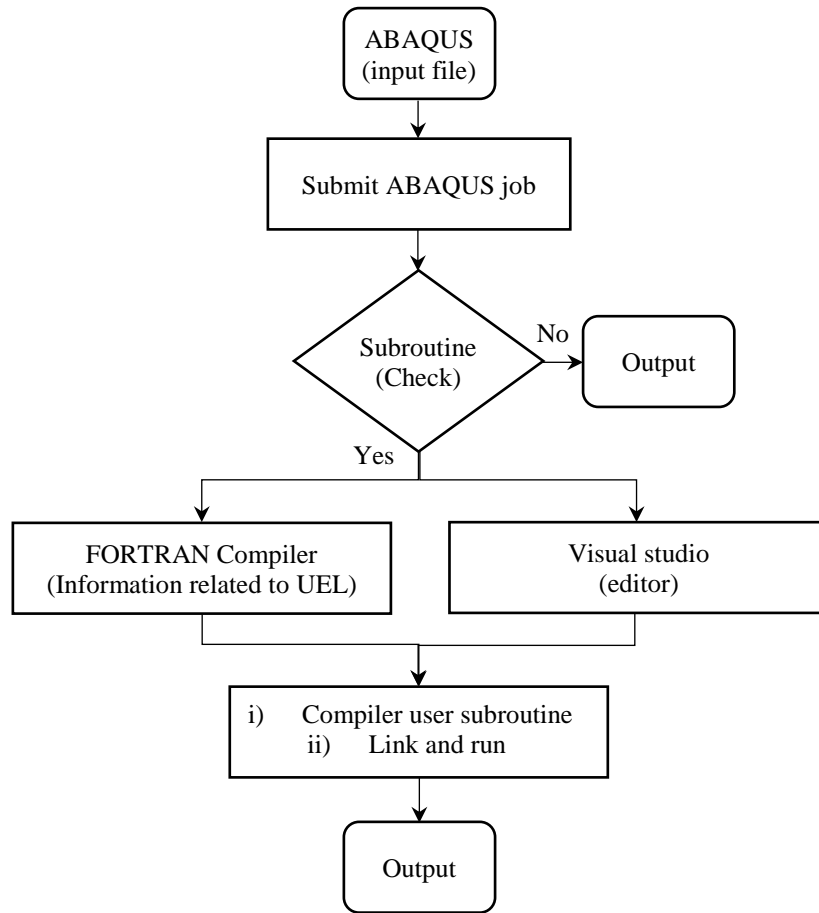 ABAQUS
(input file)
Submit ABAQUS job
Subroutine
(Check)
No
Output
Yes
FORTRAN Compiler
(Information related to UEL)
Visual studio
(editor)
i) Compiler user subroutine
ii) Link and run
Output